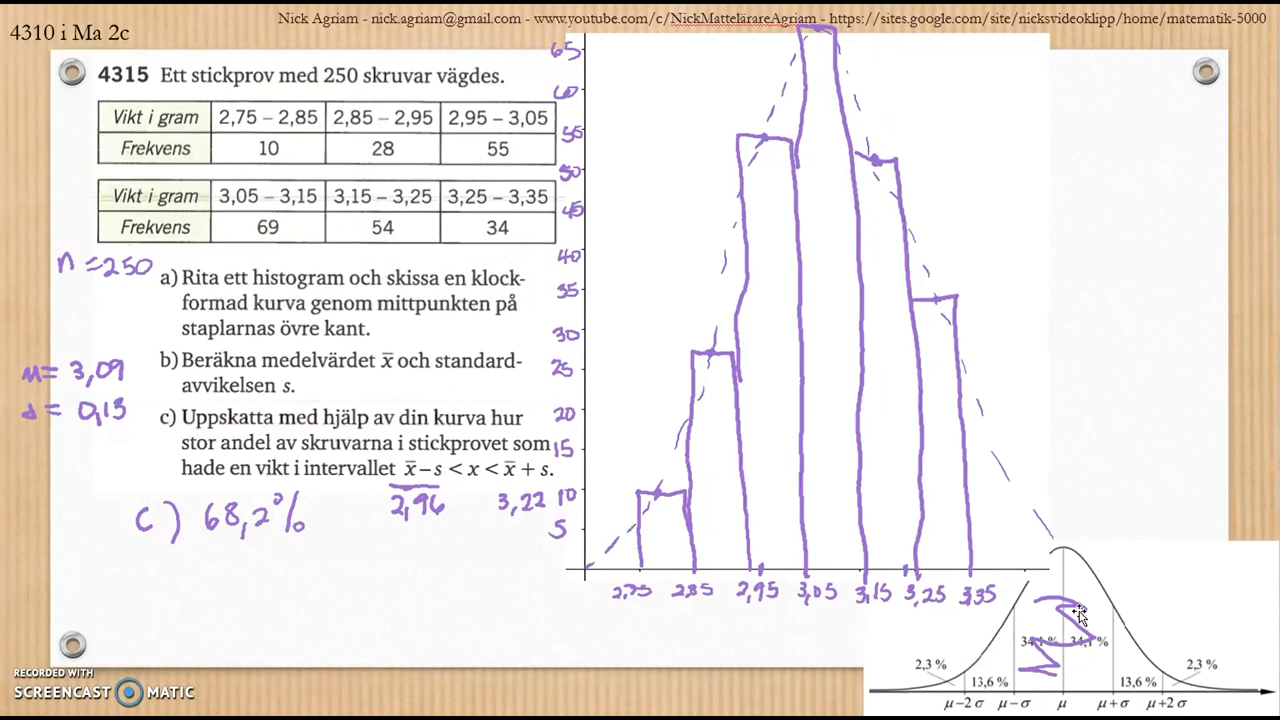 Nick Agriam - nick.agriam@gmail.com - www.youtube.com/c/NickMattelärareAgriam - https://sites.google.com/site/nicksvideoklipp/home/matematik-5000
4310 i Ma 2c
4315 Ett stickprov med 250 skruvar vägdes.
Vikt i gram 2,75 – 2,85 2,85 – 2,95 2,95 – 3,05
Frekvens 10 28 55
Vikt i gram 3,05 – 3,15 3,15 – 3,25 3,25 – 3,35
Frekvens 69 54 34
n = 250
a) Rita ett histogram och skissa en klock-
formad kurva genom mittpunkten på
staplarnas övre kant.
b) Beräkna medelvärdet x̄ och standard-
avvikelsen s.
μ = 3,09
s = 0,13
c) Uppskatta med hjälp av din kurva hur
stor andel av skruvarna i stickprovet som
hade en vikt i intervallet x̄ – s < x < x̄ + s.
2,96 3,22
c) 68,2 %
65
60
55
50
45
40
35
30
25
20
15
10
5
2,75 2,85 2,95 3,05 3,15 3,25 3,35
34,1 % 34,1 %
2,3 % 2,3 %
13,6 % 13,6 %
μ–2σ μ–σ μ μ+σ μ+2σ
RECORDED WITH
SCREENCAST MATIC